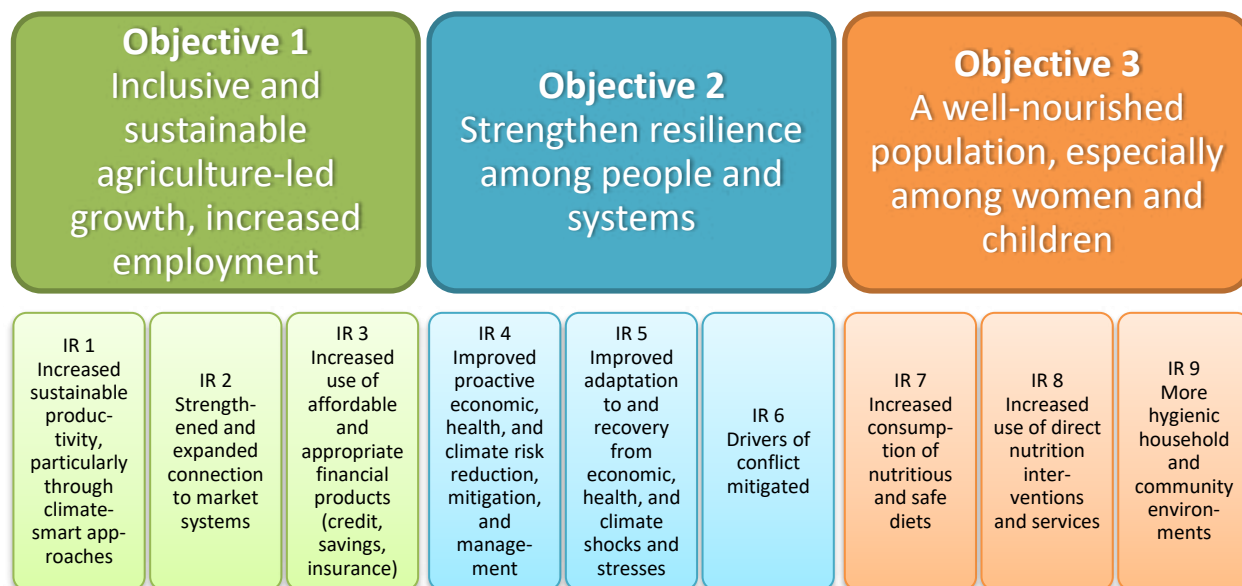 Objective 1
Inclusive and
sustainable
agriculture-led
growth, increased
employment
Objective 2
Strengthen resilience
among people and
systems
Objective 3
A well-nourished
population, especially
among women and
children
IR 1
Increased
sustainable
produc-
tivity,
particularly
through
climate-
smart app-
roaches
IR 2
Strength-
ened and
expanded
connection
to market
systems
IR 3
Increased
use of
affordable
and
appropriate
financial
products
(credit,
savings,
insurance)
IR 4
Improved
proactive
economic,
health, and
climate risk
reduction,
mitigation,
and
manage-
ment
IR 5
Improved
adaptation
to and
recovery
from
economic,
health, and
climate
shocks and
stresses
IR 6
Drivers of
conflict
mitigated
IR 7
Increased
consump-
tion of
nutritious
and safe
diets
IR 8
Increased
use of direct
nutrition
inter-
ventions
and services
IR 9
More
hygienic
household
and
community
environ-
ments